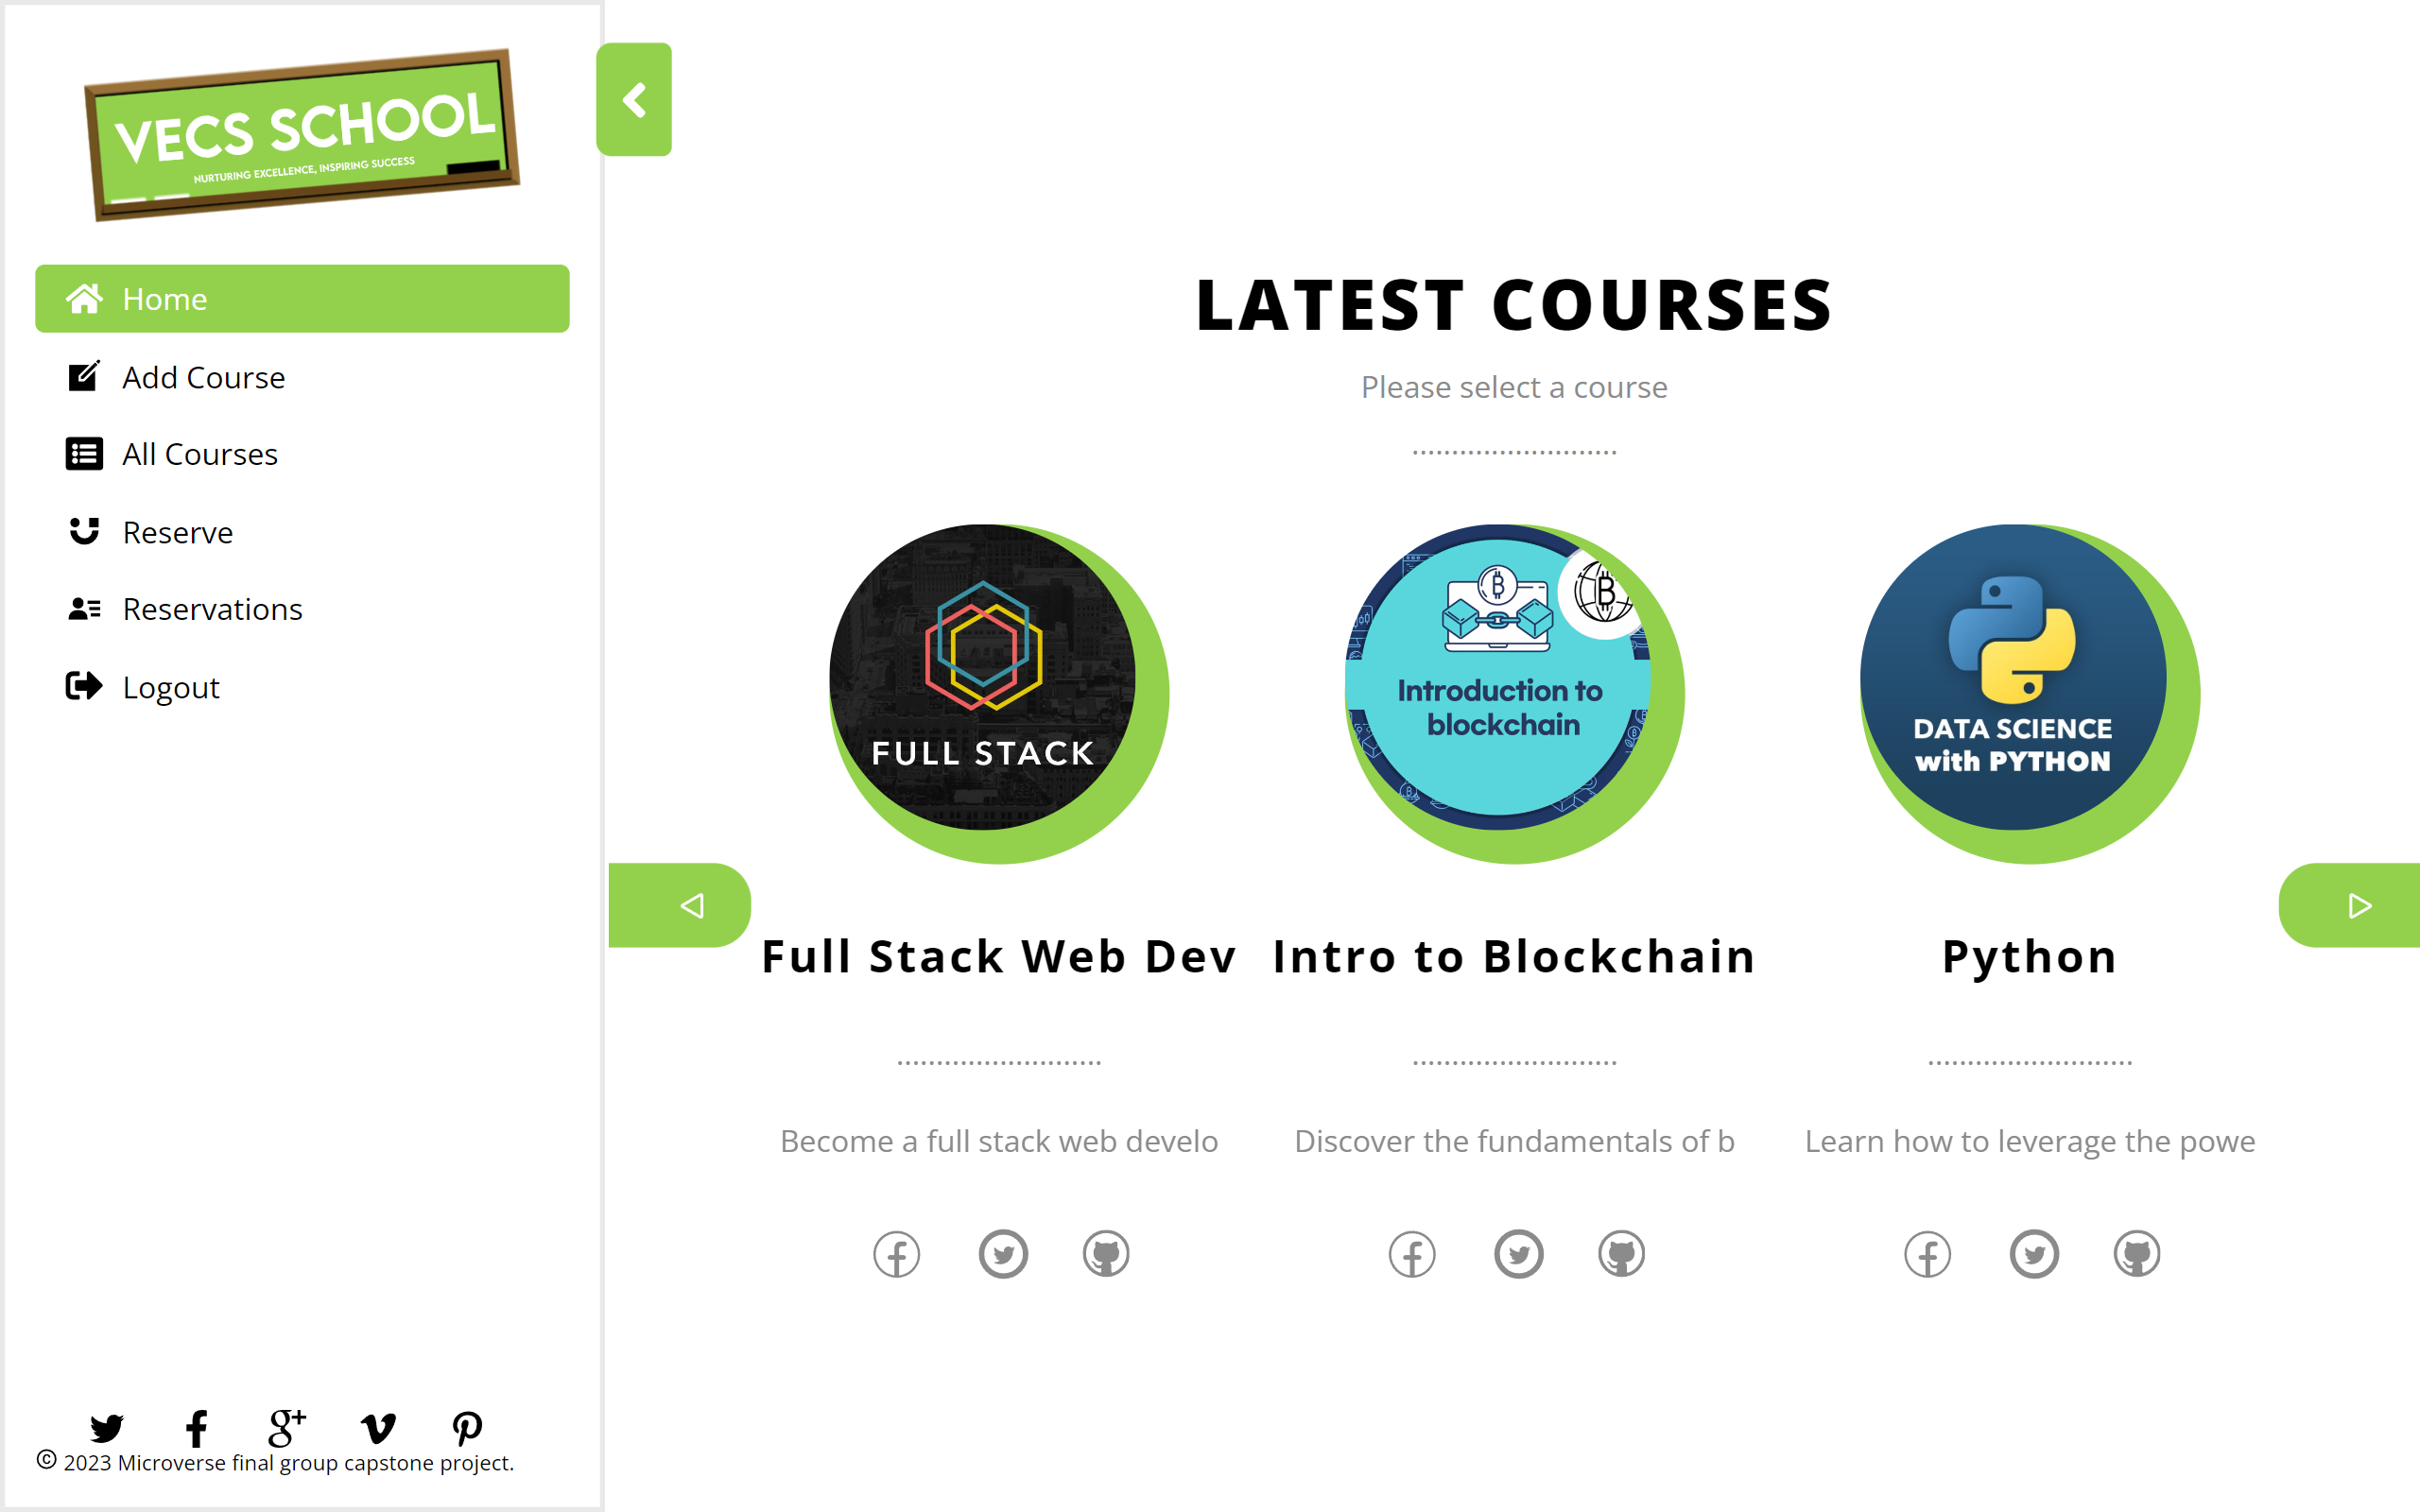 VECS SCHOOL
NURTURING EXCELLENCE, INSPIRING SUCCESS
Home
Add Course
All Courses
Reserve
Reservations
Logout
© 2023 Microverse final group capstone project.
LATEST COURSES
Please select a course
FULL STACK
Introduction to
blockchain
DATA SCIENCE
with PYTHON
Full Stack Web Dev
Intro to Blockchain
Python
Become a full stack web develo
Discover the fundamentals of b
Learn how to leverage the powe